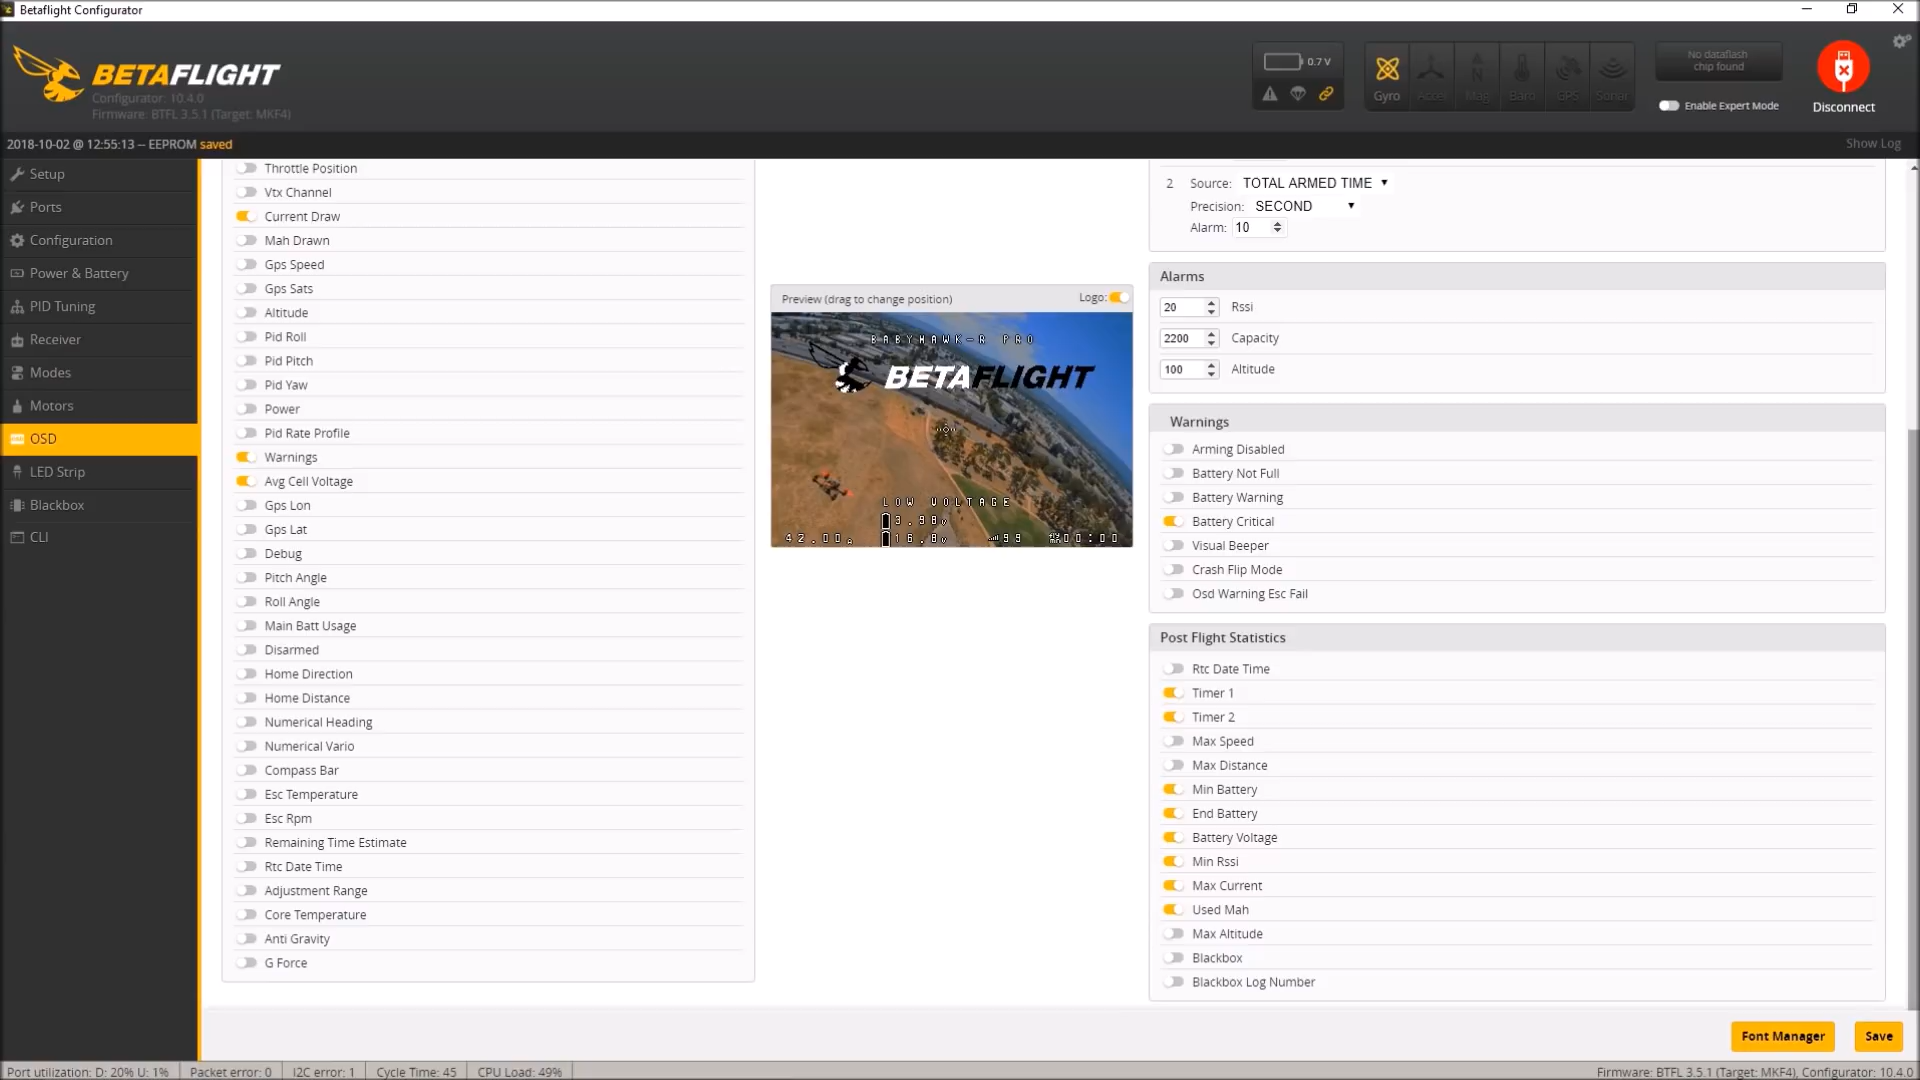 Betaflight Configurator
BETAFLIGHT
Configurator: 10.4.0
Firmware: BTFL 3.5.1 (Target: MKF4)
0.7 V
Gyro
Accel
Mag
Baro
GPS
Sonar
No dataflash
chip found
Enable Expert Mode
Disconnect
2018-10-02 @ 12:55:13 -- EEPROM saved
Show Log
Setup
Ports
Configuration
Power & Battery
PID Tuning
Receiver
Modes
Motors
OSD
LED Strip
Blackbox
CLI
Throttle Position
Vtx Channel
Current Draw
Mah Drawn
Gps Speed
Gps Sats
Altitude
Pid Roll
Pid Pitch
Pid Yaw
Power
Pid Rate Profile
Warnings
Avg Cell Voltage
Gps Lon
Gps Lat
Debug
Pitch Angle
Roll Angle
Main Batt Usage
Disarmed
Home Direction
Home Distance
Numerical Heading
Numerical Vario
Compass Bar
Esc Temperature
Esc Rpm
Remaining Time Estimate
Rtc Date Time
Adjustment Range
Core Temperature
Anti Gravity
G Force
Preview (drag to change position)
Logo:
BABYHAWK-R PRO
BETAFLIGHT
LOW VOLTAGE
3.98V
42.00A
16.8V
99
00:00
2 Source: TOTAL ARMED TIME
Precision: SECOND
Alarm: 10
Alarms
20 Rssi
2200 Capacity
100 Altitude
Warnings
Arming Disabled
Battery Not Full
Battery Warning
Battery Critical
Visual Beeper
Crash Flip Mode
Osd Warning Esc Fail
Post Flight Statistics
Rtc Date Time
Timer 1
Timer 2
Max Speed
Max Distance
Min Battery
End Battery
Battery Voltage
Min Rssi
Max Current
Used Mah
Max Altitude
Blackbox
Blackbox Log Number
Font Manager
Save
Port utilization: D: 20% U: 1%
Packet error: 0
I2C error: 1
Cycle Time: 45
CPU Load: 49%
Firmware: BTFL 3.5.1 (Target: MKF4), Configurator: 10.4.0